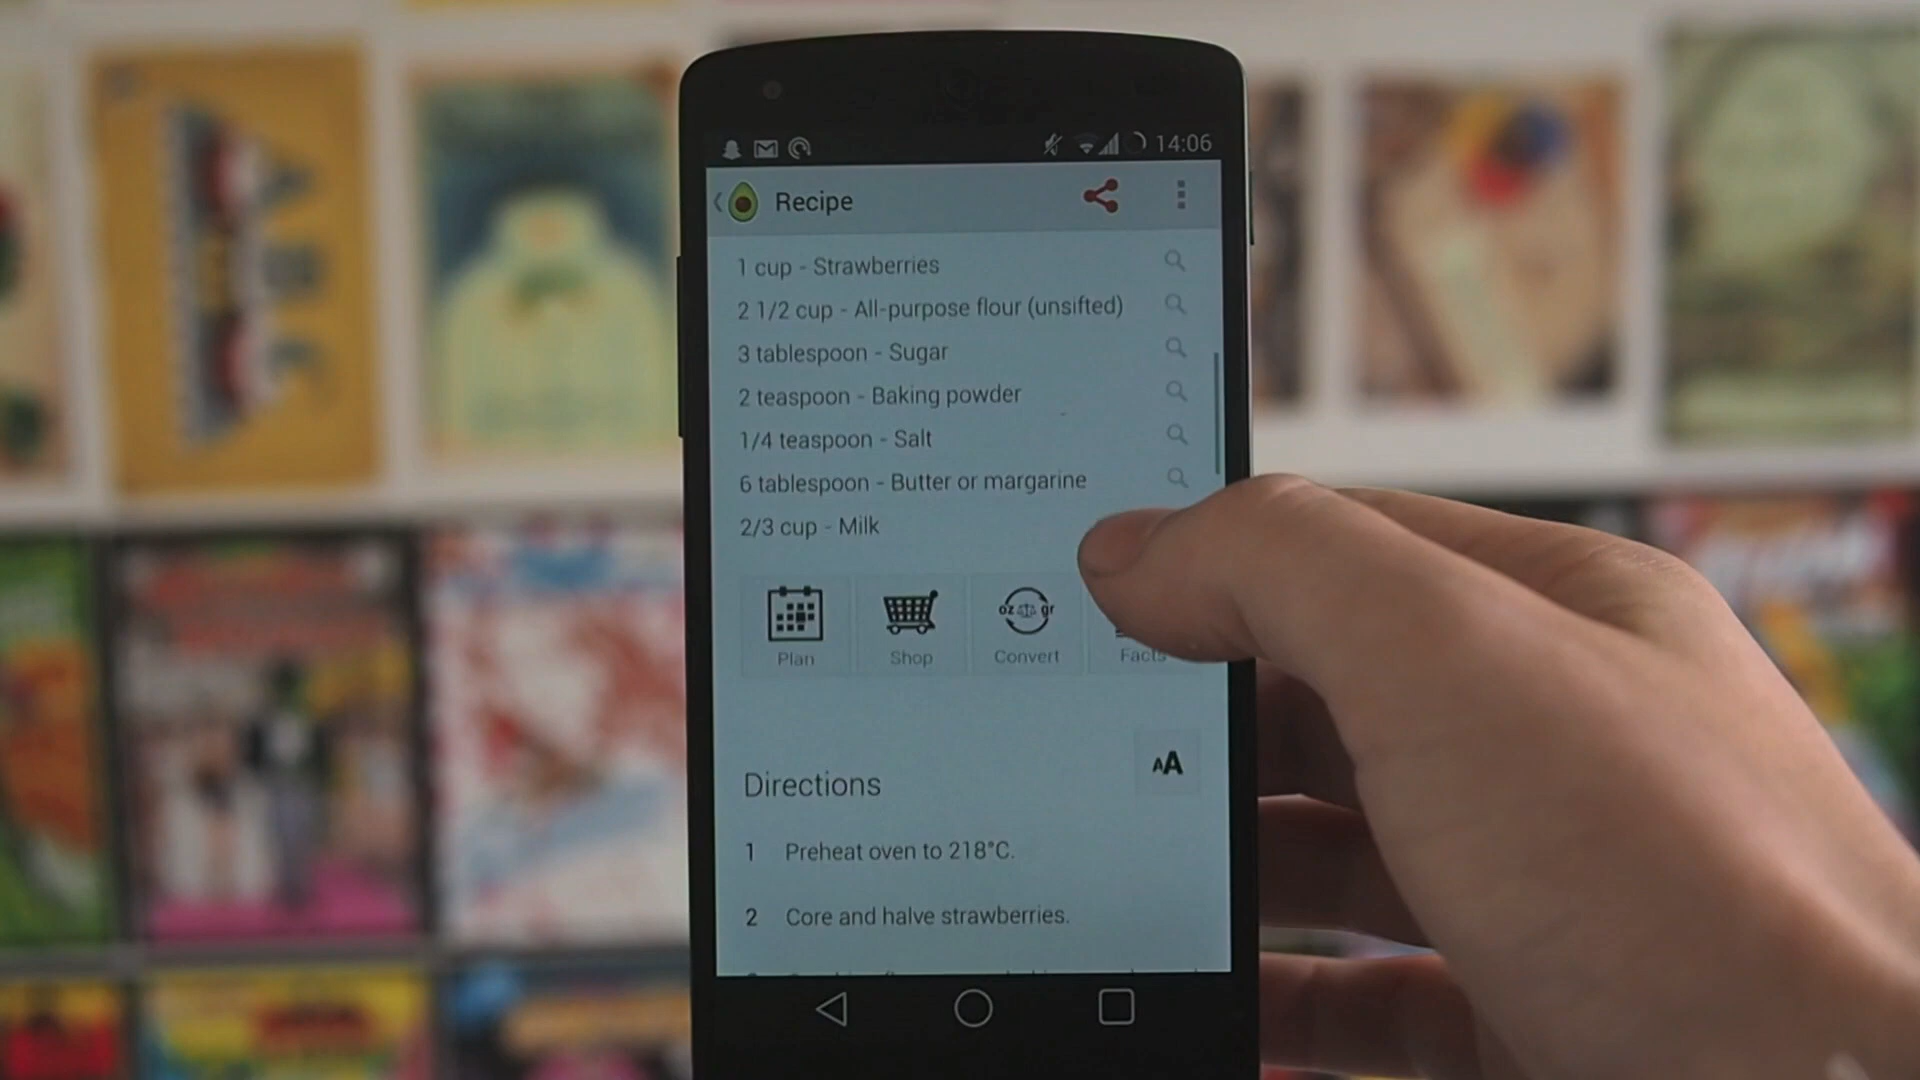 14:06
Recipe
1 cup - Strawberries
2 1/2 cup - All-purpose flour (unsifted)
3 tablespoon - Sugar
2 teaspoon - Baking powder
1/4 teaspoon - Salt
6 tablespoon - Butter or margarine
2/3 cup - Milk
oz gr
Plan Shop Convert Facts
AA
Directions
1 Preheat oven to 218°C.
2 Core and halve strawberries.